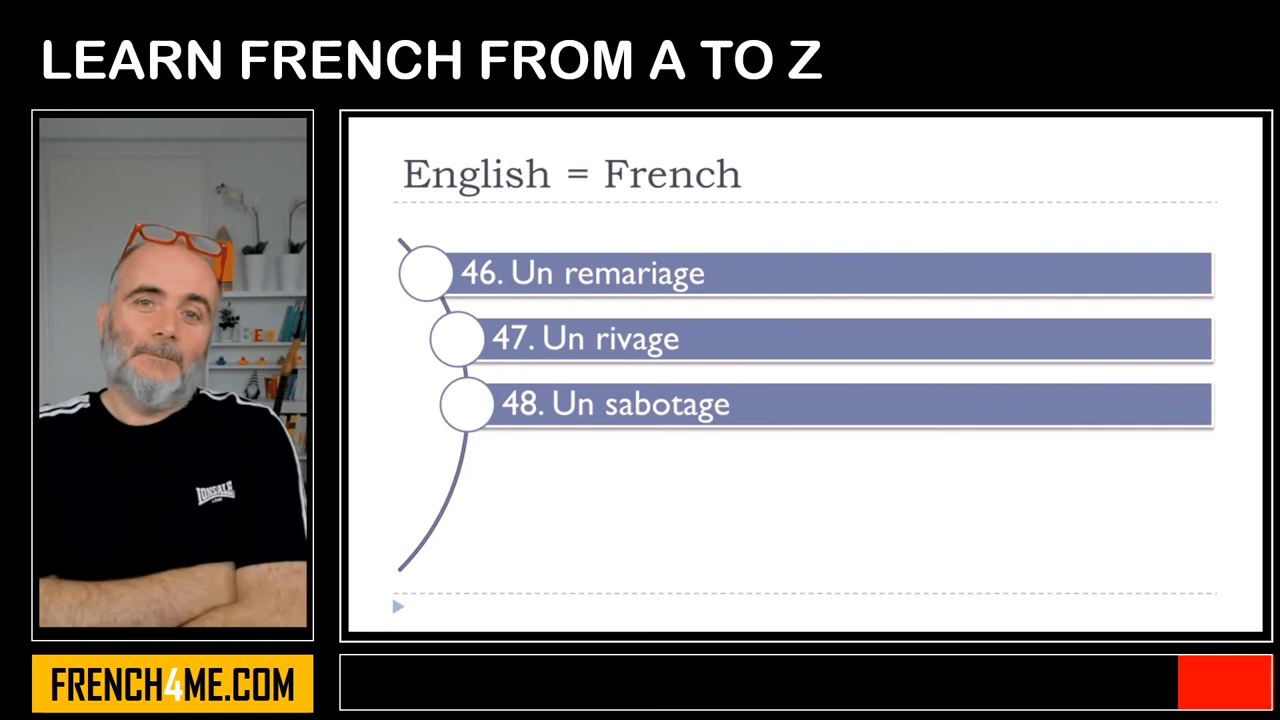 LEARN FRENCH FROM A TO Z
English = French
46. Un remariage
47. Un rivage
48. Un sabotage
LONSDALE
FRENCH4ME.COM